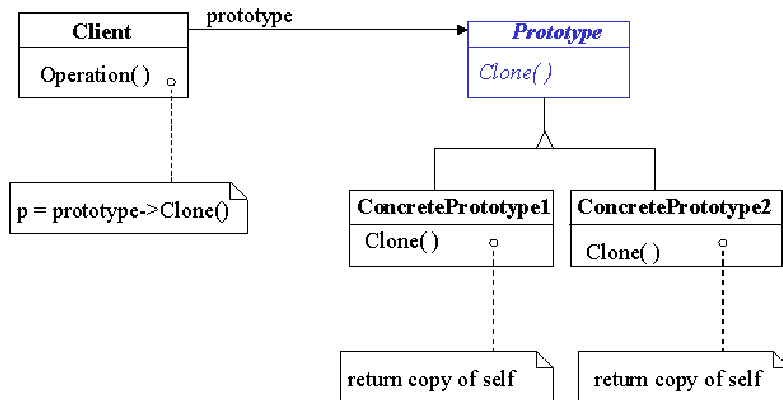 prototype
Client
Prototype
Operation( )
Clone( )
p = prototype->Clone()
ConcretePrototype1
ConcretePrototype2
Clone( )
Clone( )
return copy of self
return copy of self